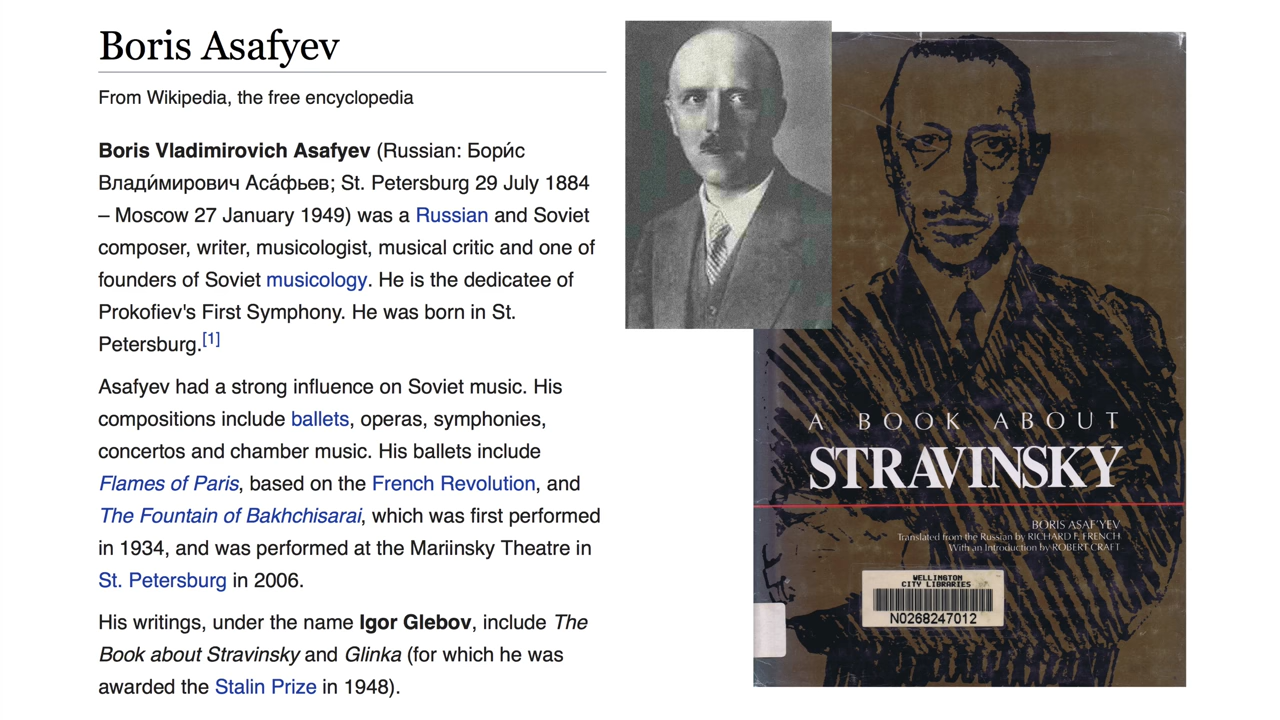 Boris Asafyev
From Wikipedia, the free encyclopedia
Boris Vladimirovich Asafyev (Russian: Бори́с
Влади́мирович Аса́фьев; St. Petersburg 29 July 1884
– Moscow 27 January 1949) was a Russian and Soviet
composer, writer, musicologist, musical critic and one of
founders of Soviet musicology. He is the dedicatee of
Prokofiev's First Symphony. He was born in St.
Petersburg.[1]
Asafyev had a strong influence on Soviet music. His
compositions include ballets, operas, symphonies,
concertos and chamber music. His ballets include
Flames of Paris, based on the French Revolution, and
The Fountain of Bakhchisarai, which was first performed
in 1934, and was performed at the Mariinsky Theatre in
St. Petersburg in 2006.
His writings, under the name Igor Glebov, include The
Book about Stravinsky and Glinka (for which he was
awarded the Stalin Prize in 1948).
A BOOK ABOUT
STRAVINSKY
BORIS ASAF'YEV
Translated from the Russian by RICHARD F. FRENCH
With an Introduction by ROBERT CRAFT
WELLINGTON
CITY LIBRARIES
N0268247012